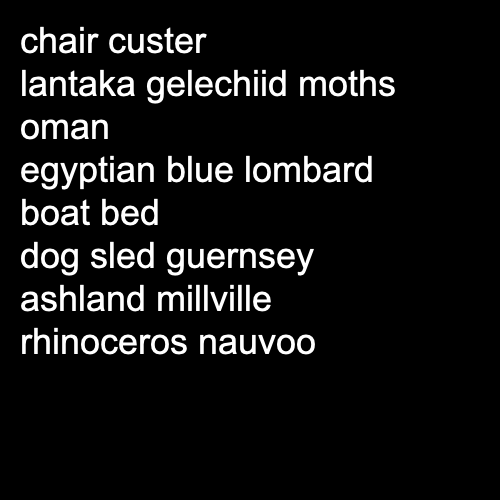 chair custer
lantaka gelechiid moths
oman
egyptian blue lombard
boat bed
dog sled guernsey
ashland millville
rhinoceros nauvoo